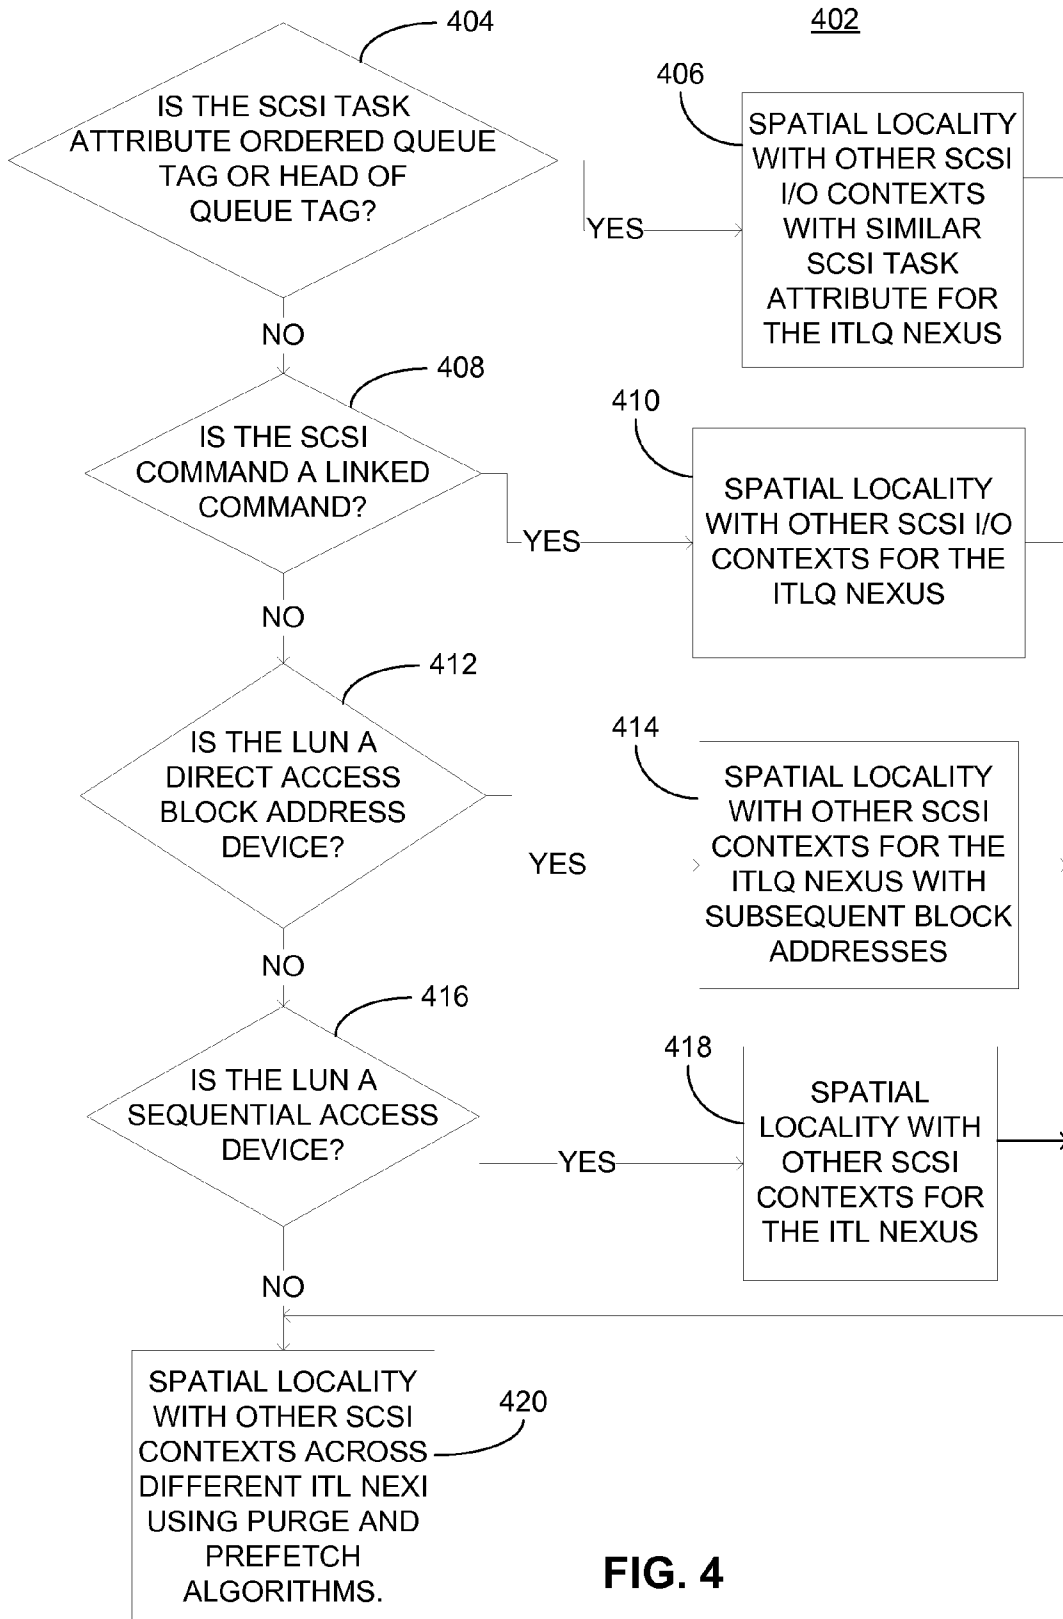 404
402
IS THE SCSI TASK
ATTRIBUTE ORDERED QUEUE
TAG OR HEAD OF
QUEUE TAG?
YES
406
SPATIAL LOCALITY
WITH OTHER SCSI
I/O CONTEXTS
WITH SIMILAR
SCSI TASK
ATTRIBUTE FOR
THE ITLQ NEXUS
NO
408
IS THE SCSI
COMMAND A LINKED
COMMAND?
YES
410
SPATIAL LOCALITY
WITH OTHER SCSI I/O
CONTEXTS FOR THE
ITLQ NEXUS
NO
412
IS THE LUN A
DIRECT ACCESS
BLOCK ADDRESS
DEVICE?
YES
414
SPATIAL LOCALITY
WITH OTHER SCSI
CONTEXTS FOR THE
ITLQ NEXUS WITH
SUBSEQUENT BLOCK
ADDRESSES
NO
416
IS THE LUN A
SEQUENTIAL ACCESS
DEVICE?
YES
418
SPATIAL
LOCALITY WITH
OTHER SCSI
CONTEXTS FOR
THE ITL NEXUS
NO
SPATIAL LOCALITY
WITH OTHER SCSI
CONTEXTS ACROSS
DIFFERENT ITL NEXI
USING PURGE AND
PREFETCH
ALGORITHMS.
420
FIG. 4